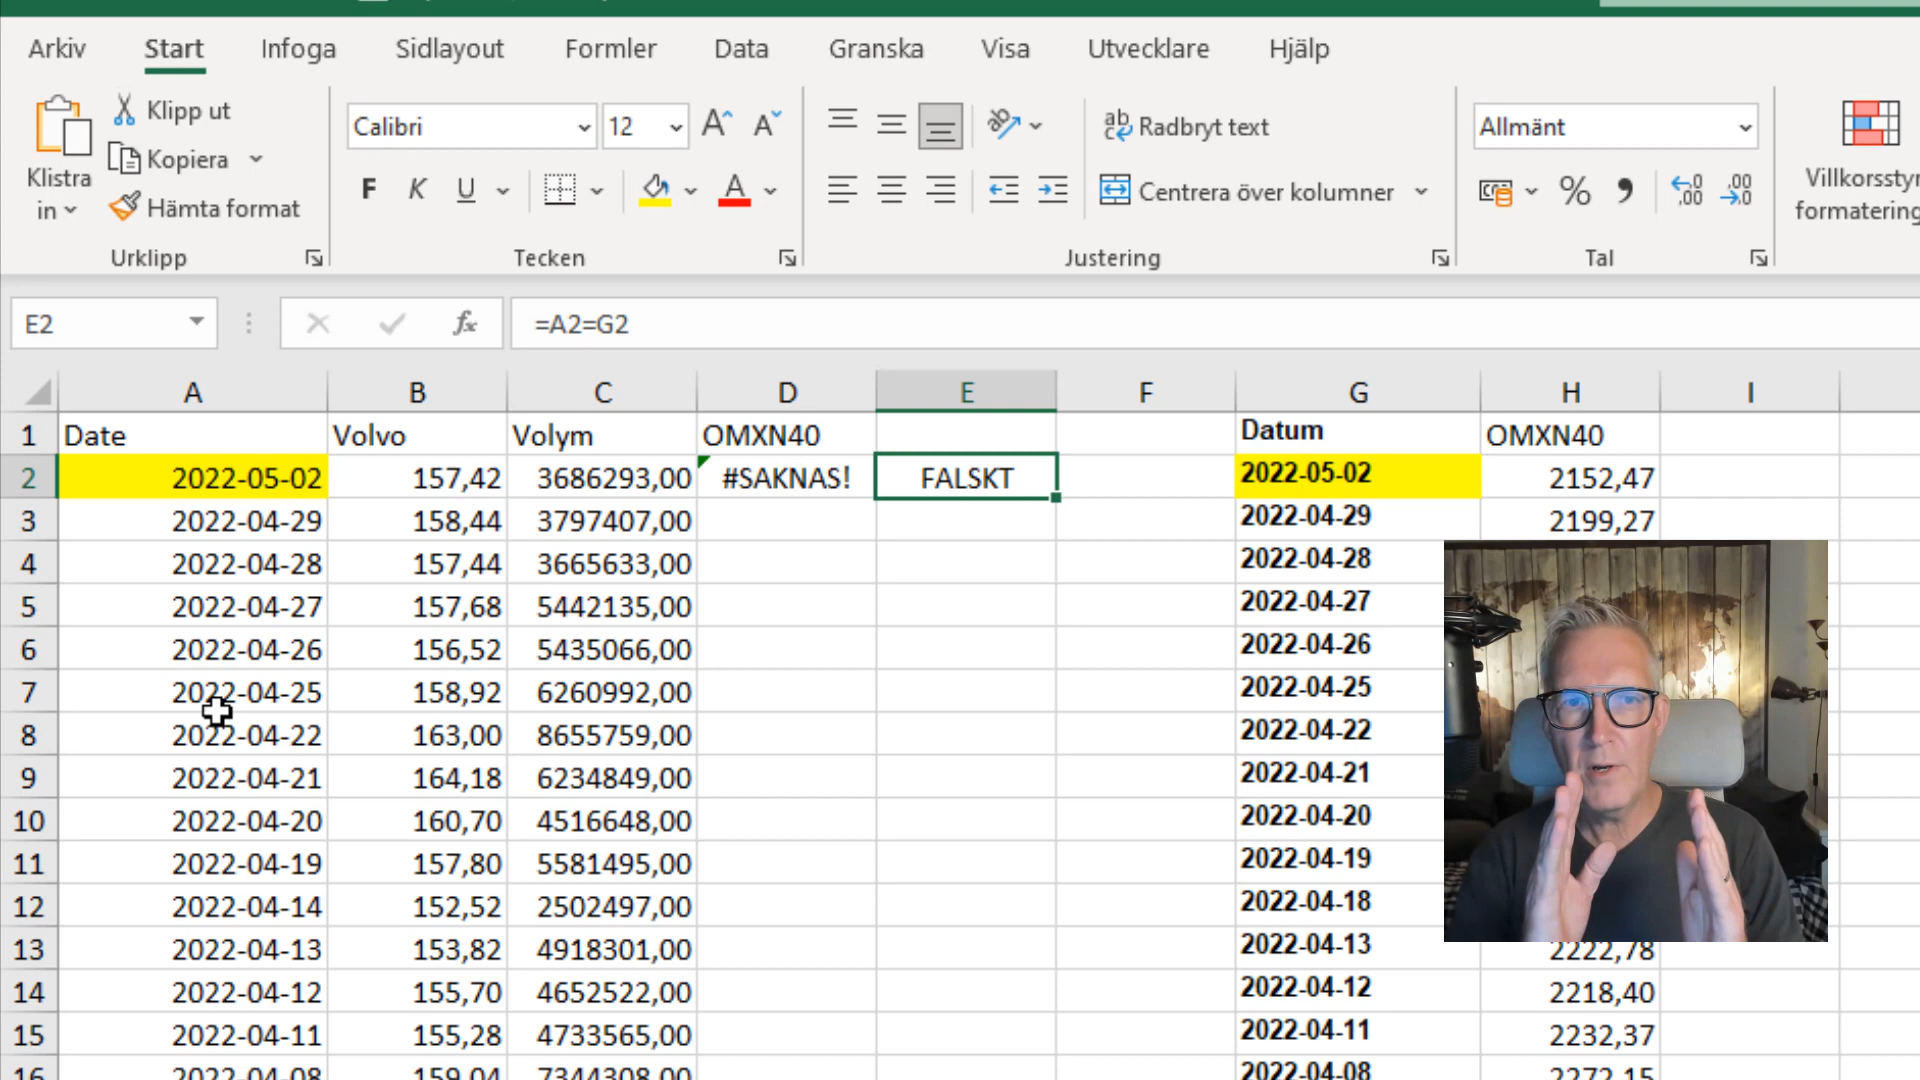 Arkiv Start Infoga Sidlayout Formler Data Granska Visa Utvecklare Hjälp
Klistra in
Klipp ut
Kopiera
Hämta format
Urklipp
Calibri 12
F K U
Tecken
Radbryt text
Centrera över kolumner
Justering
Allmänt
Tal
Villkorsstyr
formatering
E2 fx =A2=G2
A B C D E F G H I
1 Date Volvo Volym OMXN40 Datum OMXN40
2 2022-05-02 157,42 3686293,00 #SAKNAS! FALSKT 2022-05-02 2152,47
3 2022-04-29 158,44 3797407,00 2022-04-29 2199,27
4 2022-04-28 157,44 3665633,00 2022-04-28
5 2022-04-27 157,68 5442135,00 2022-04-27
6 2022-04-26 156,52 5435066,00 2022-04-26
7 2022-04-25 158,92 6260992,00 2022-04-25
8 2022-04-22 163,00 8655759,00 2022-04-22
9 2022-04-21 164,18 6234849,00 2022-04-21
10 2022-04-20 160,70 4516648,00 2022-04-20
11 2022-04-19 157,80 5581495,00 2022-04-19
12 2022-04-14 152,52 2502497,00 2022-04-18
13 2022-04-13 153,82 4918301,00 2022-04-13 2222,78
14 2022-04-12 155,70 4652522,00 2022-04-12 2218,40
15 2022-04-11 155,28 4733565,00 2022-04-11 2232,37
16 2022-04-08 159,04 7344308,00 2022-04-08 2272,15